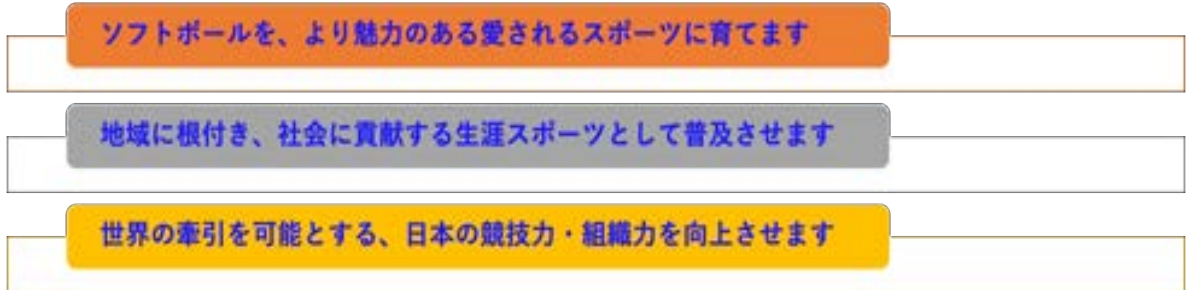 ソフトボールを、より魅力のある愛されるスポーツに育てます
地域に根付き、社会に貢献する生涯スポーツとして普及させます
世界の牽引を可能とする、日本の競技力・組織力を向上させます